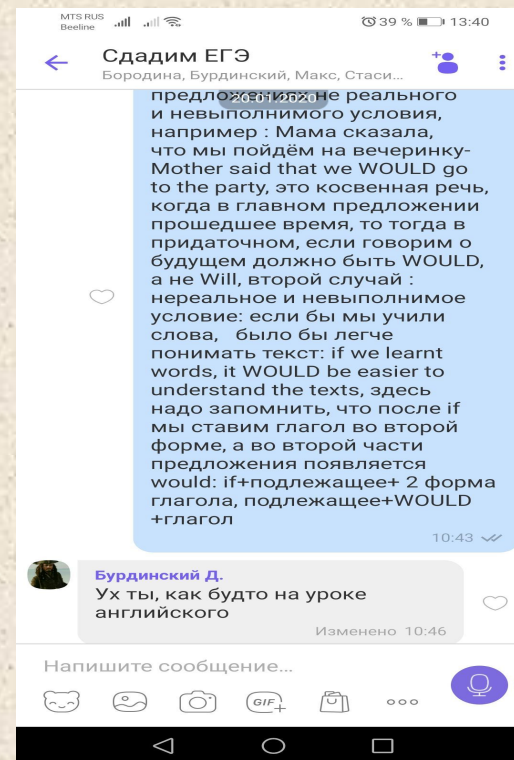 MTS RUS
Beeline
39 % 13:40
Сдадим ЕГЭ
Бородина, Бурдинский, Макс, Стаси...
20.01.2020
предложениях не реального
и невыполнимого условия,
например : Мама сказала,
что мы пойдём на вечеринку-
Mother said that we WOULD go
to the party, это косвенная речь,
когда в главном предложении
прошедшее время, то тогда в
придаточном, если говорим о
будущем должно быть WOULD,
а не Will, второй случай :
нереальное и невыполнимое
условие: если бы мы учили
слова, было бы легче
понимать текст: if we learnt
words, it WOULD be easier to
understand the texts, здесь
надо запомнить, что после if
мы ставим глагол во второй
форме, а во второй части
предложения появляется
would: if+подлежащее+ 2 форма
глагола, подлежащее+WOULD
+глагол
10:43
Бурдинский Д.
Ух ты, как будто на уроке
английского
Изменено 10:46
Напишите сообщение...
GIF